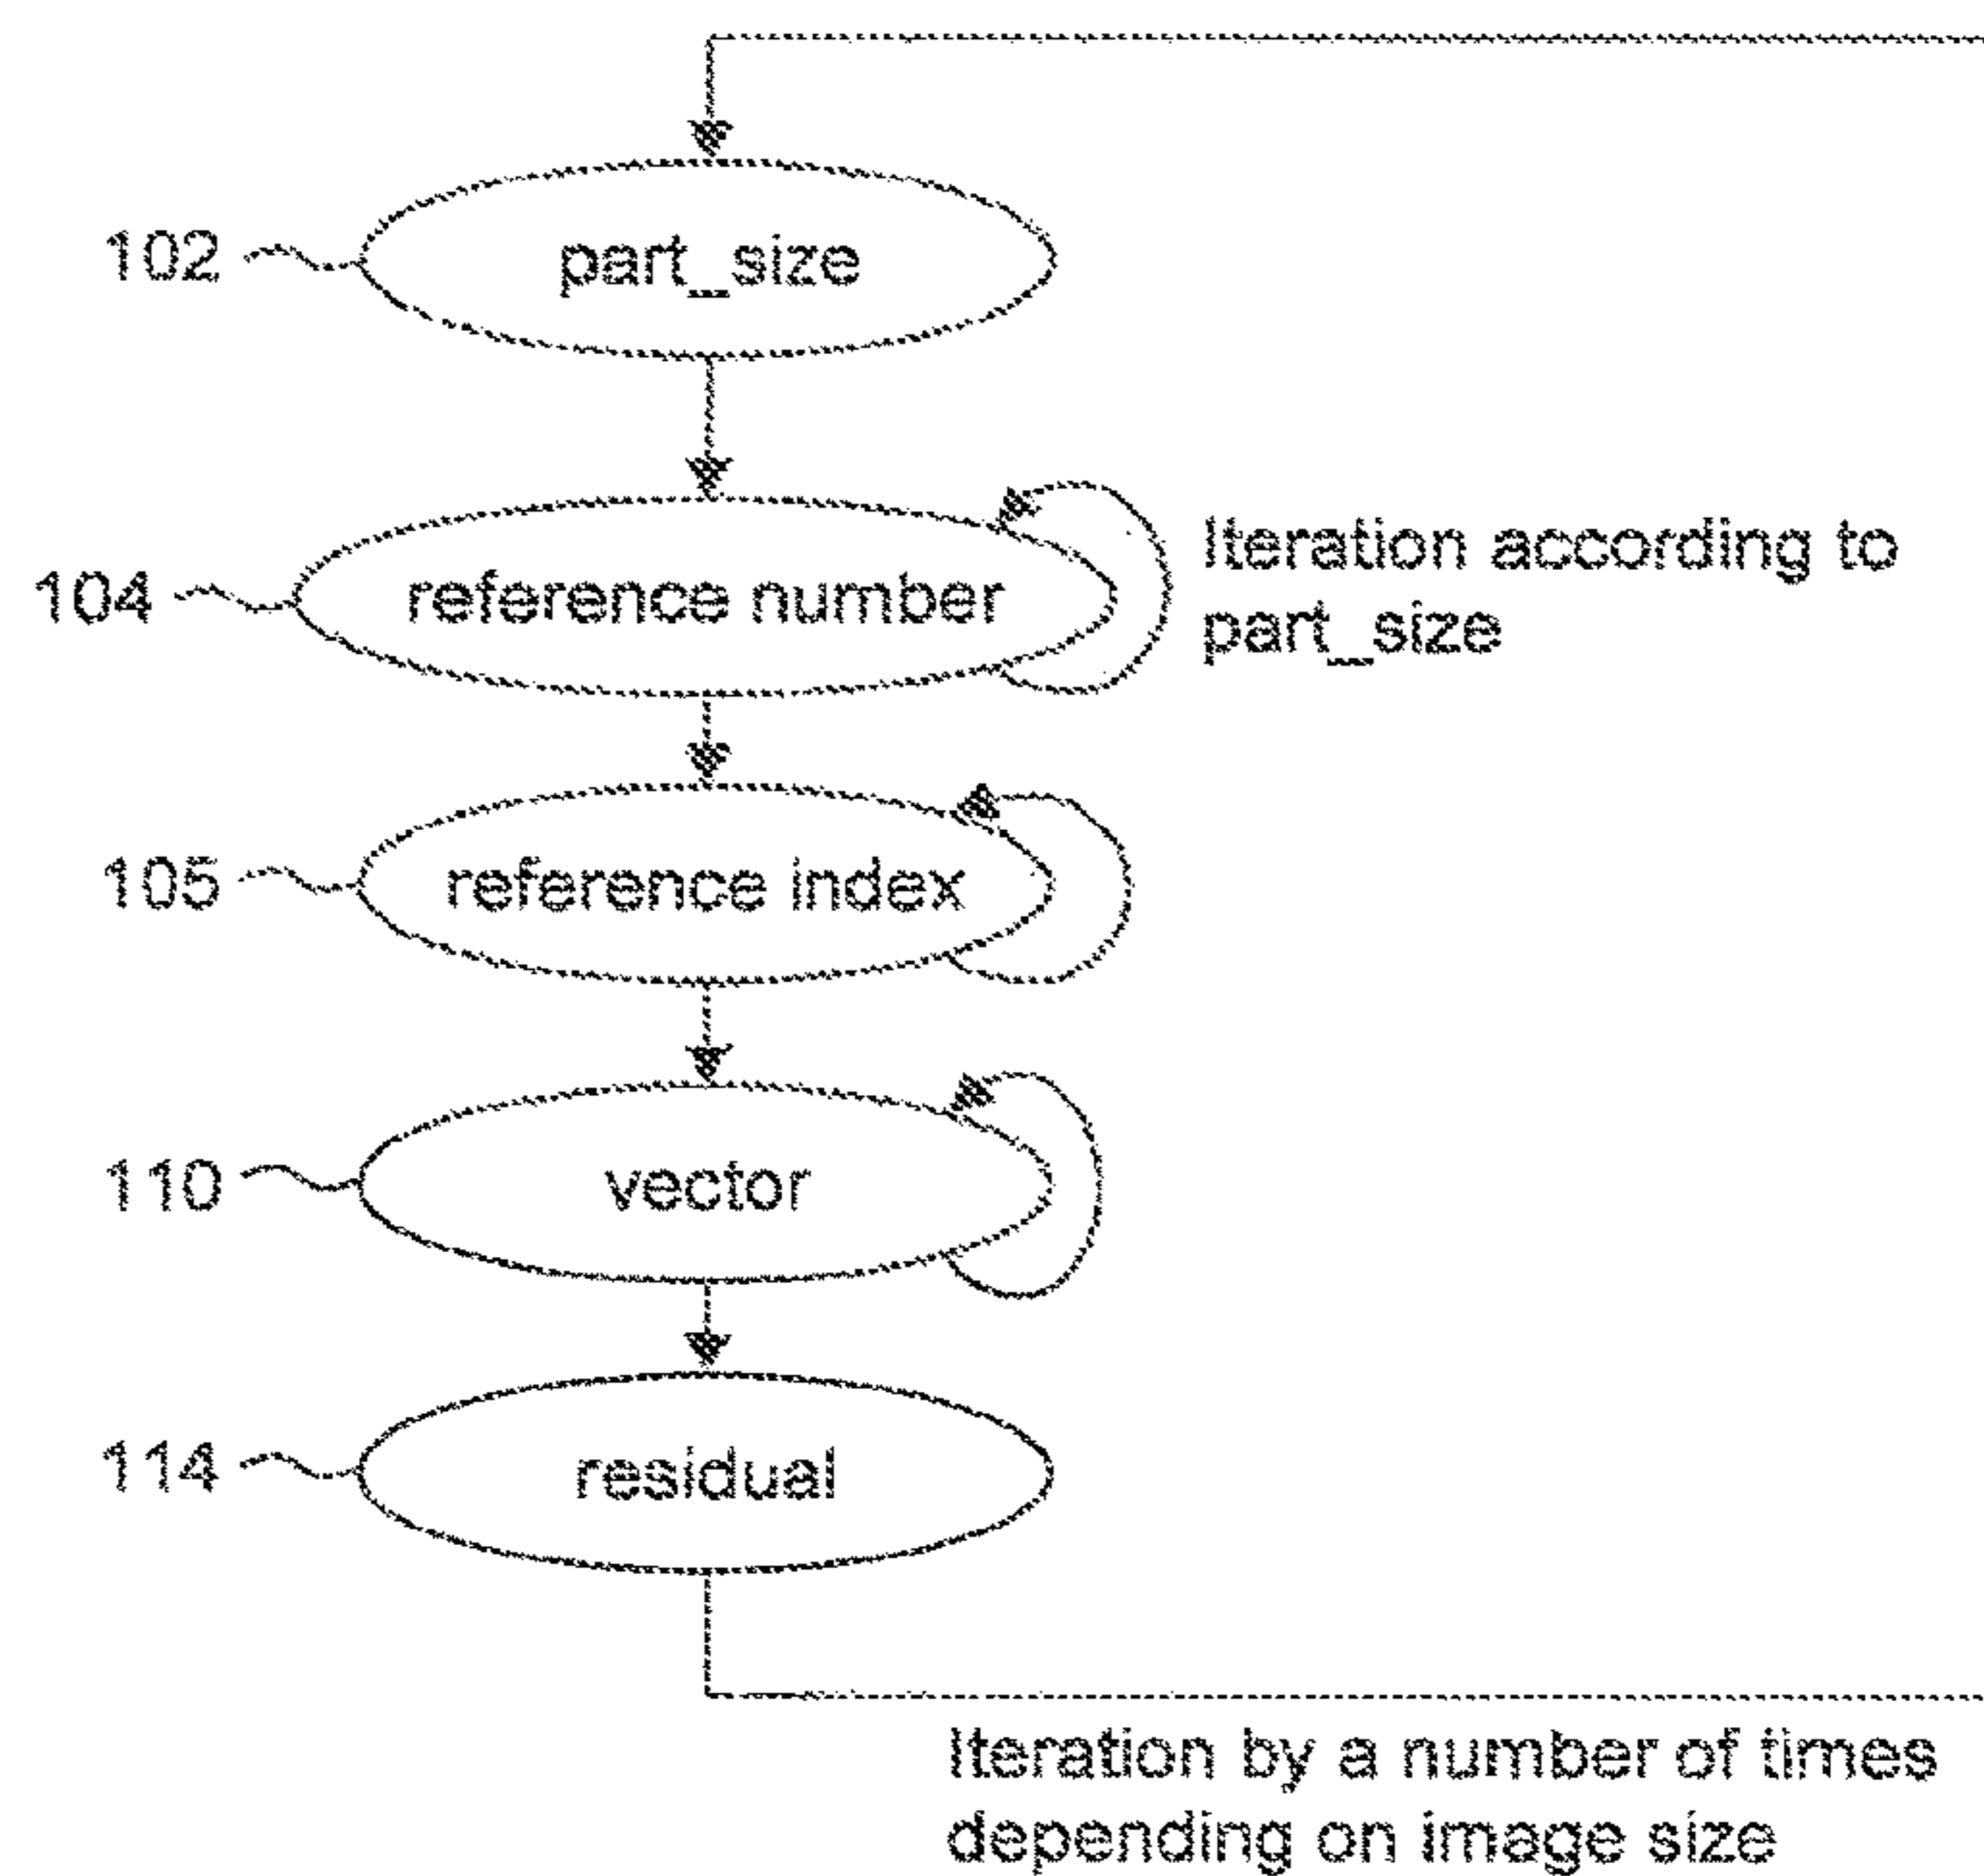 102
part_size
104
reference number
Iteration according to
part_size
105
reference index
110
vector
114
residual
Iteration by a number of times
depending on image size